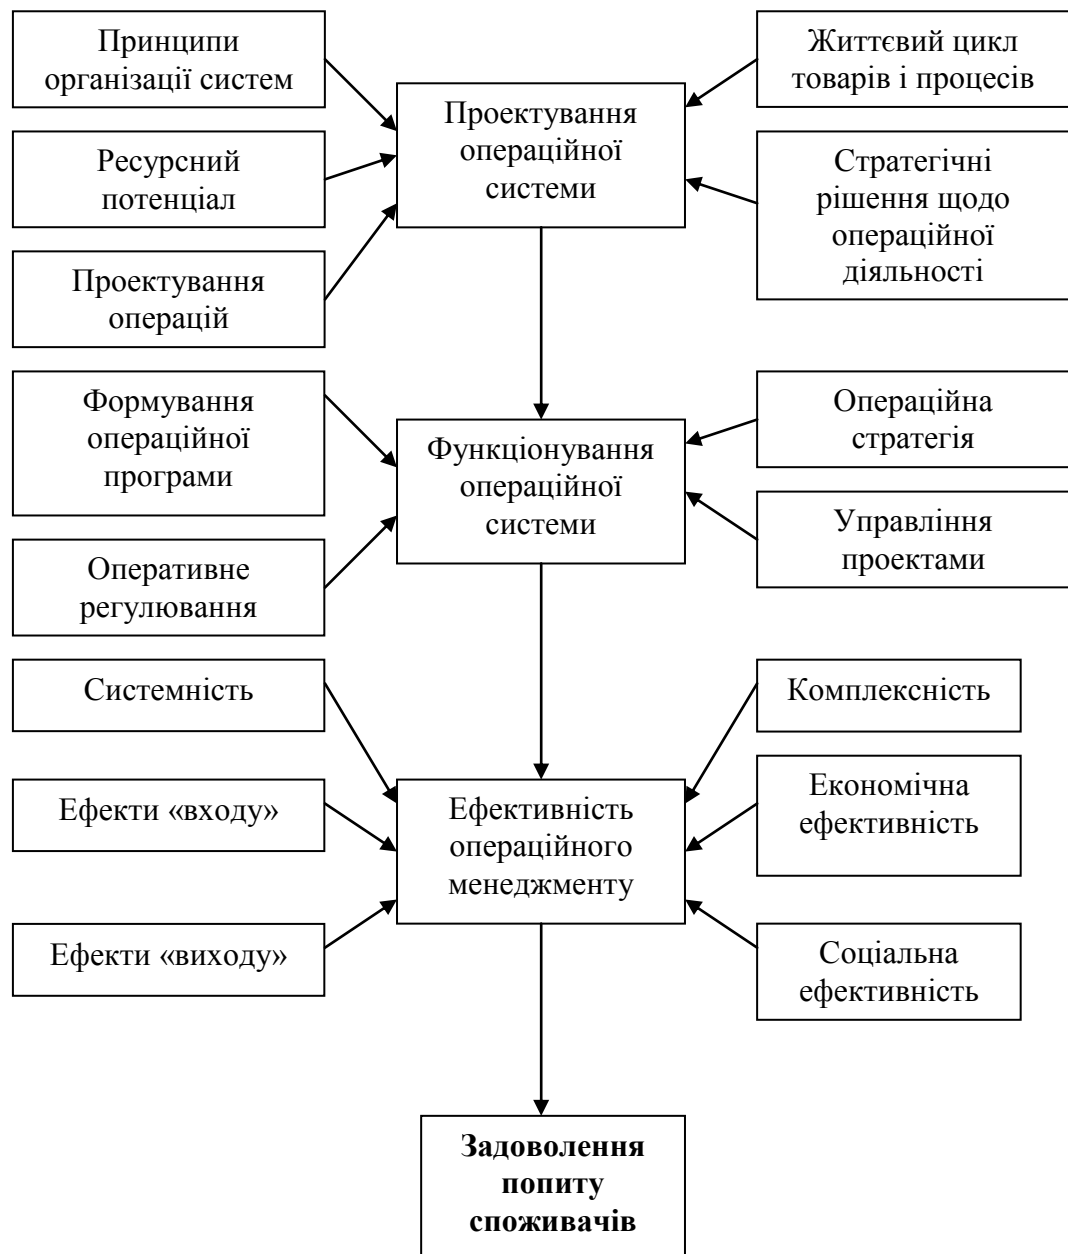 Принципи
організації систем
Ресурсний
потенціал
Проектування
операцій
Проектування
операційної
системи
Життєвий цикл
товарів і процесів
Стратегічні
рішення щодо
операційної
діяльності
Формування
операційної
програми
Оперативне
регулювання
Функціонування
операційної
системи
Операційна
стратегія
Управління
проектами
Системність
Ефекти «входу»
Ефекти «виходу»
Ефективність
операційного
менеджменту
Комплексність
Економічна
ефективність
Соціальна
ефективність
Задоволення
попиту
споживачів